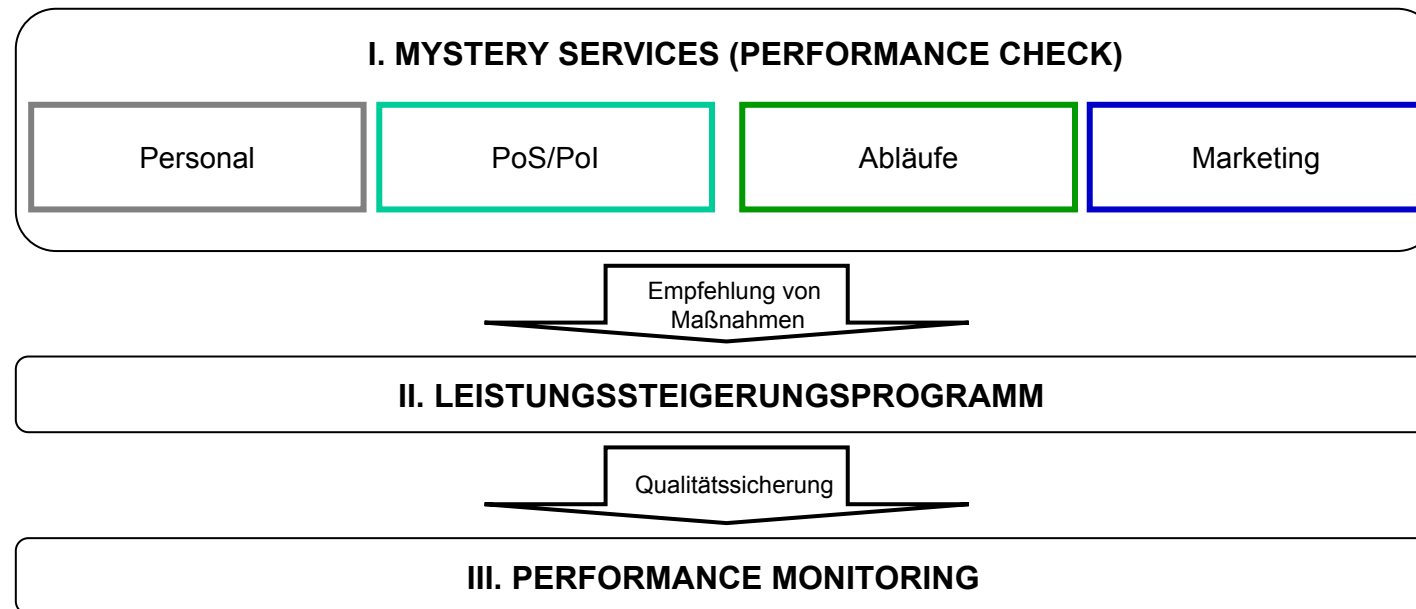 I. MYSTERY SERVICES (PERFORMANCE CHECK)
Personal
PoS/PoI
Abläufe
Marketing
Empfehlung von
Maßnahmen
II. LEISTUNGSSTEIGERUNGSPROGRAMM
Qualitätssicherung
III. PERFORMANCE MONITORING